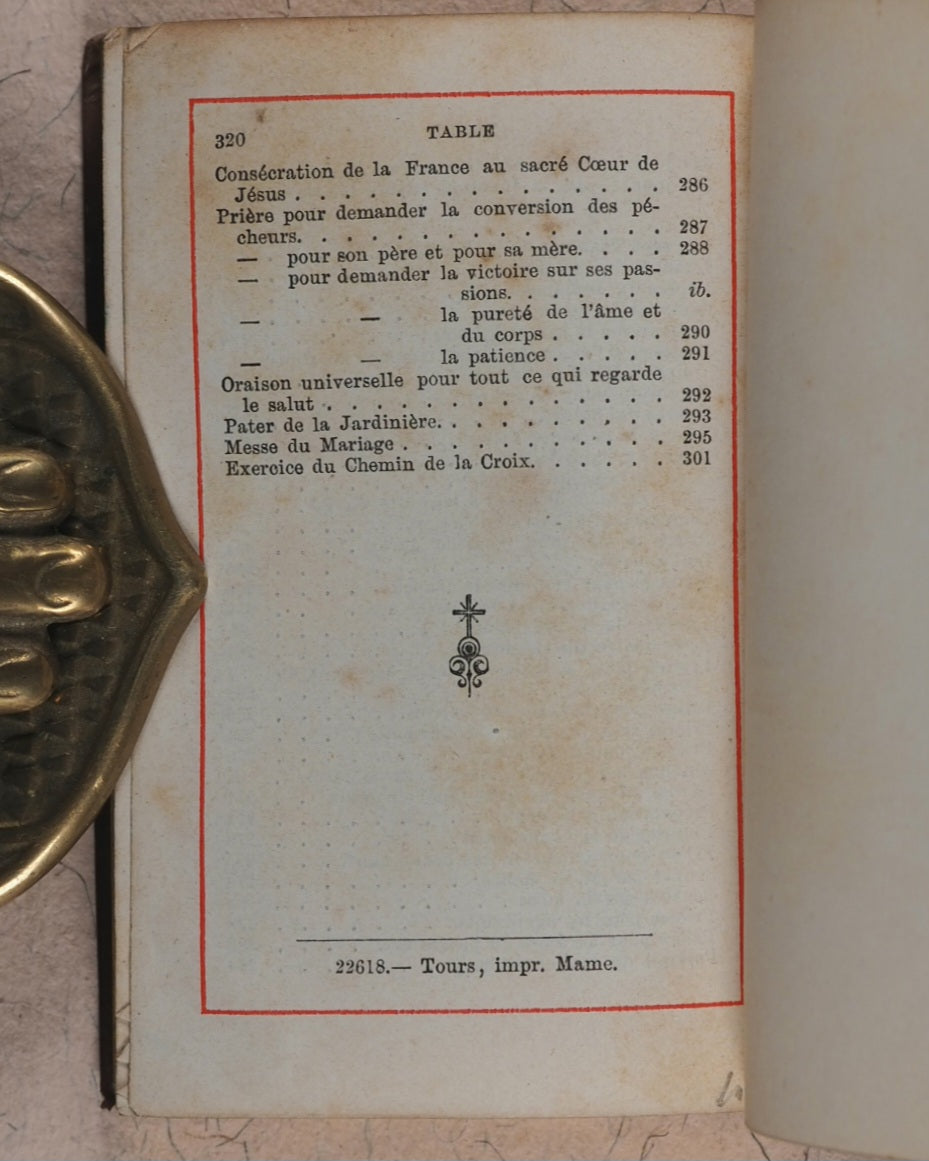 320 TABLE
Consécration de la France au sacré Cœur de
Jésus . . . . . . . . . . . . . . . 286
Prière pour demander la conversion des pé-
cheurs. . . . . . . . . . . . . . . 287
— pour son père et pour sa mère. . . . 288
— pour demander la victoire sur ses pas-
sions. . . . . . . ib.
— — la pureté de l'âme et
du corps . . . . . 290
— — la patience . . . . . 291
Oraison universelle pour tout ce qui regarde
le salut . . . . . . . . . . . . . . 292
Pater de la Jardinière. . . . . . . . . . 293
Messe du Mariage . . . . . . . . . . . 295
Exercice du Chemin de la Croix. . . . . . 301
22618.— Tours, impr. Mame.